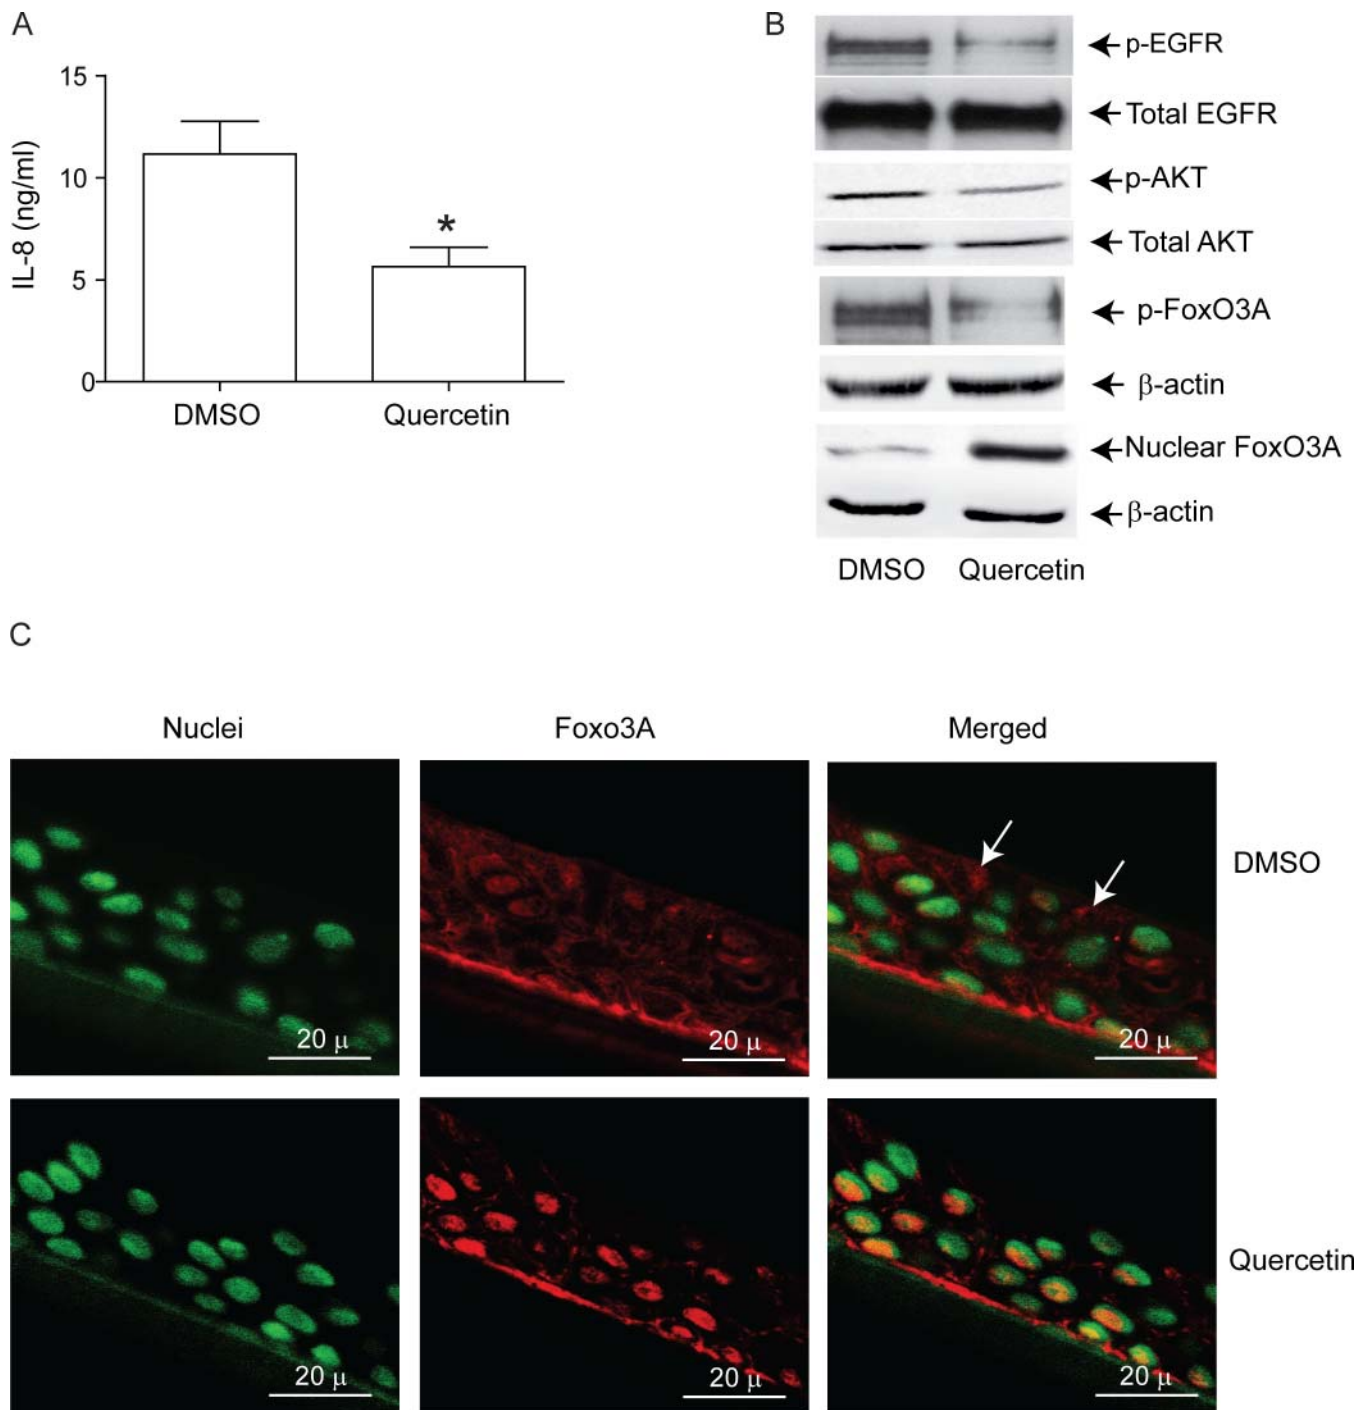 A
15
10
5
0
IL-8 (ng/ml)
*
DMSO
Quercetin
B
p-EGFR
Total EGFR
p-AKT
Total AKT
p-FoxO3A
β-actin
Nuclear FoxO3A
β-actin
DMSO Quercetin
C
Nuclei Foxo3A Merged
DMSO
20 μ 20 μ 20 μ
Quercetin
20 μ 20 μ 20 μ